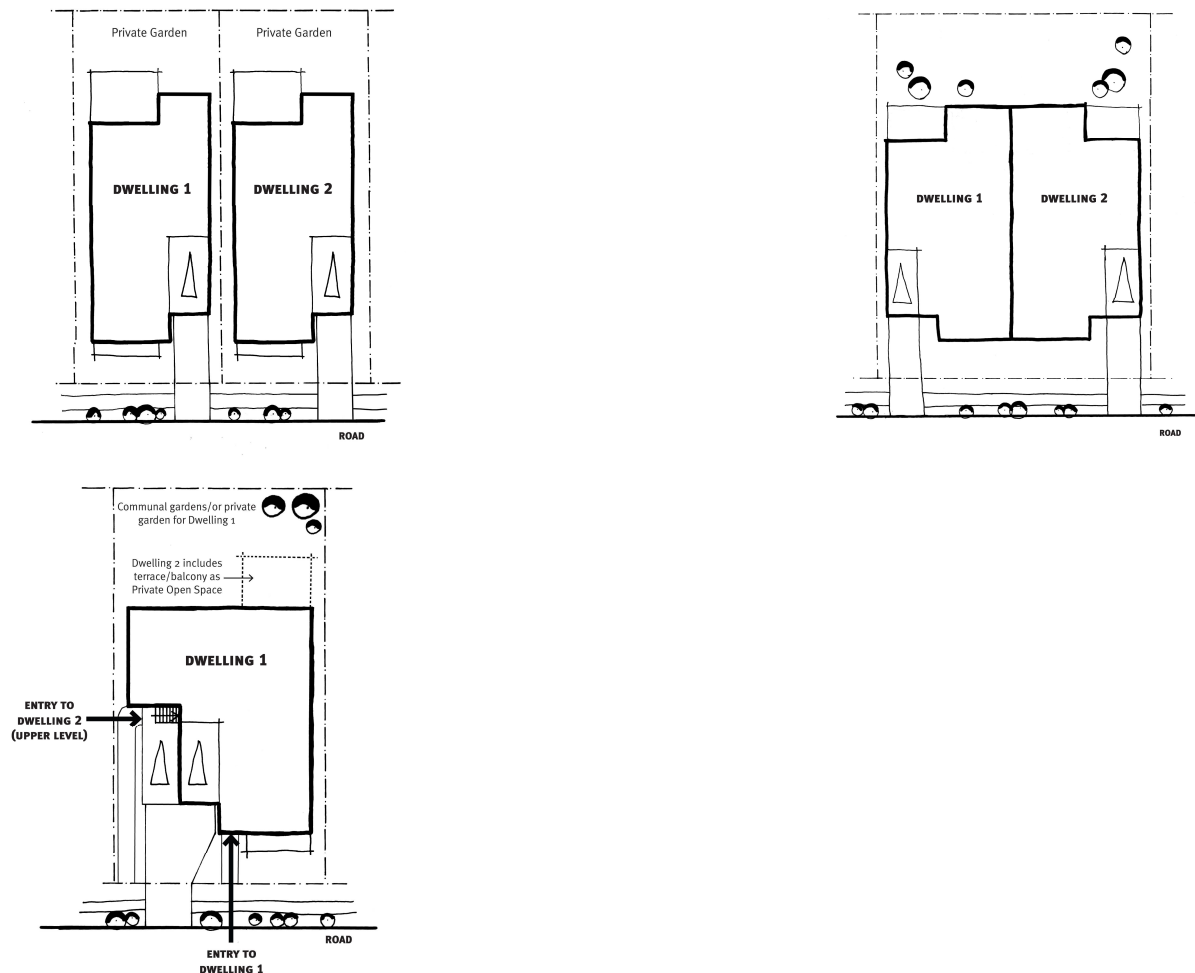 Private Garden
Private Garden
DWELLING 1
DWELLING 2
ROAD
DWELLING 1
DWELLING 2
ROAD
Communal gardens/or private
garden for Dwelling 1
Dwelling 2 includes
terrace/balcony as
Private Open Space
DWELLING 1
ENTRY TO
DWELLING 2
(UPPER LEVEL)
ROAD
ENTRY TO
DWELLING 1